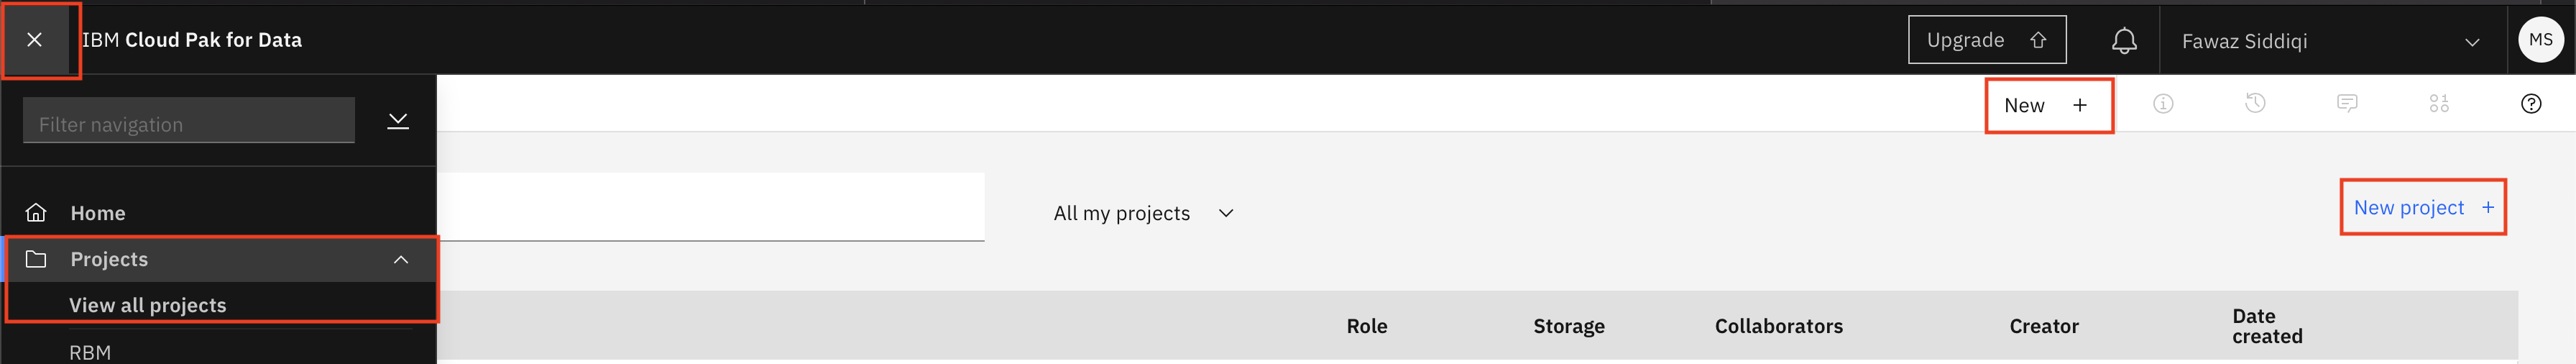 IBM Cloud Pak for Data
Upgrade
Fawaz Siddiqi
MS
Filter navigation
New +
Home
All my projects
New project +
Projects
View all projects
Role
Storage
Collaborators
Creator
Date
created
RBM